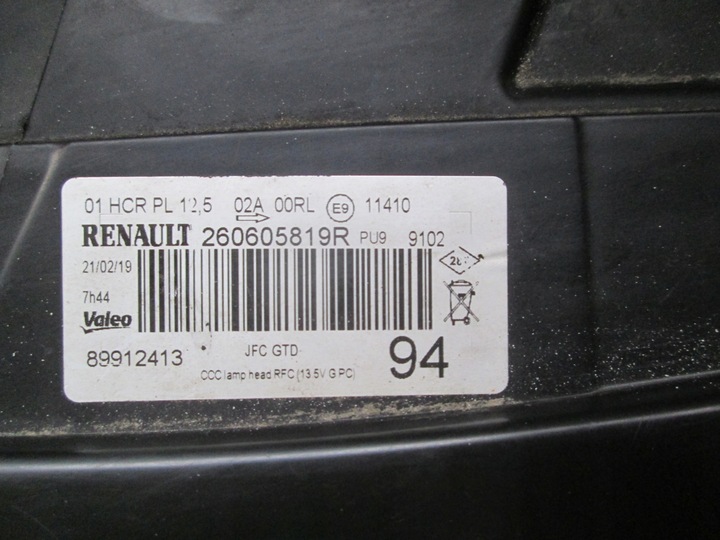 01 HCR PL 12,5 02A 00RL E9 11410
RENAULT 260605819R PU9 9102
21/02/19
7h44
Valeo
89912413 JFC GTD 94
CCC lamp head RFC (13.5V G PC)